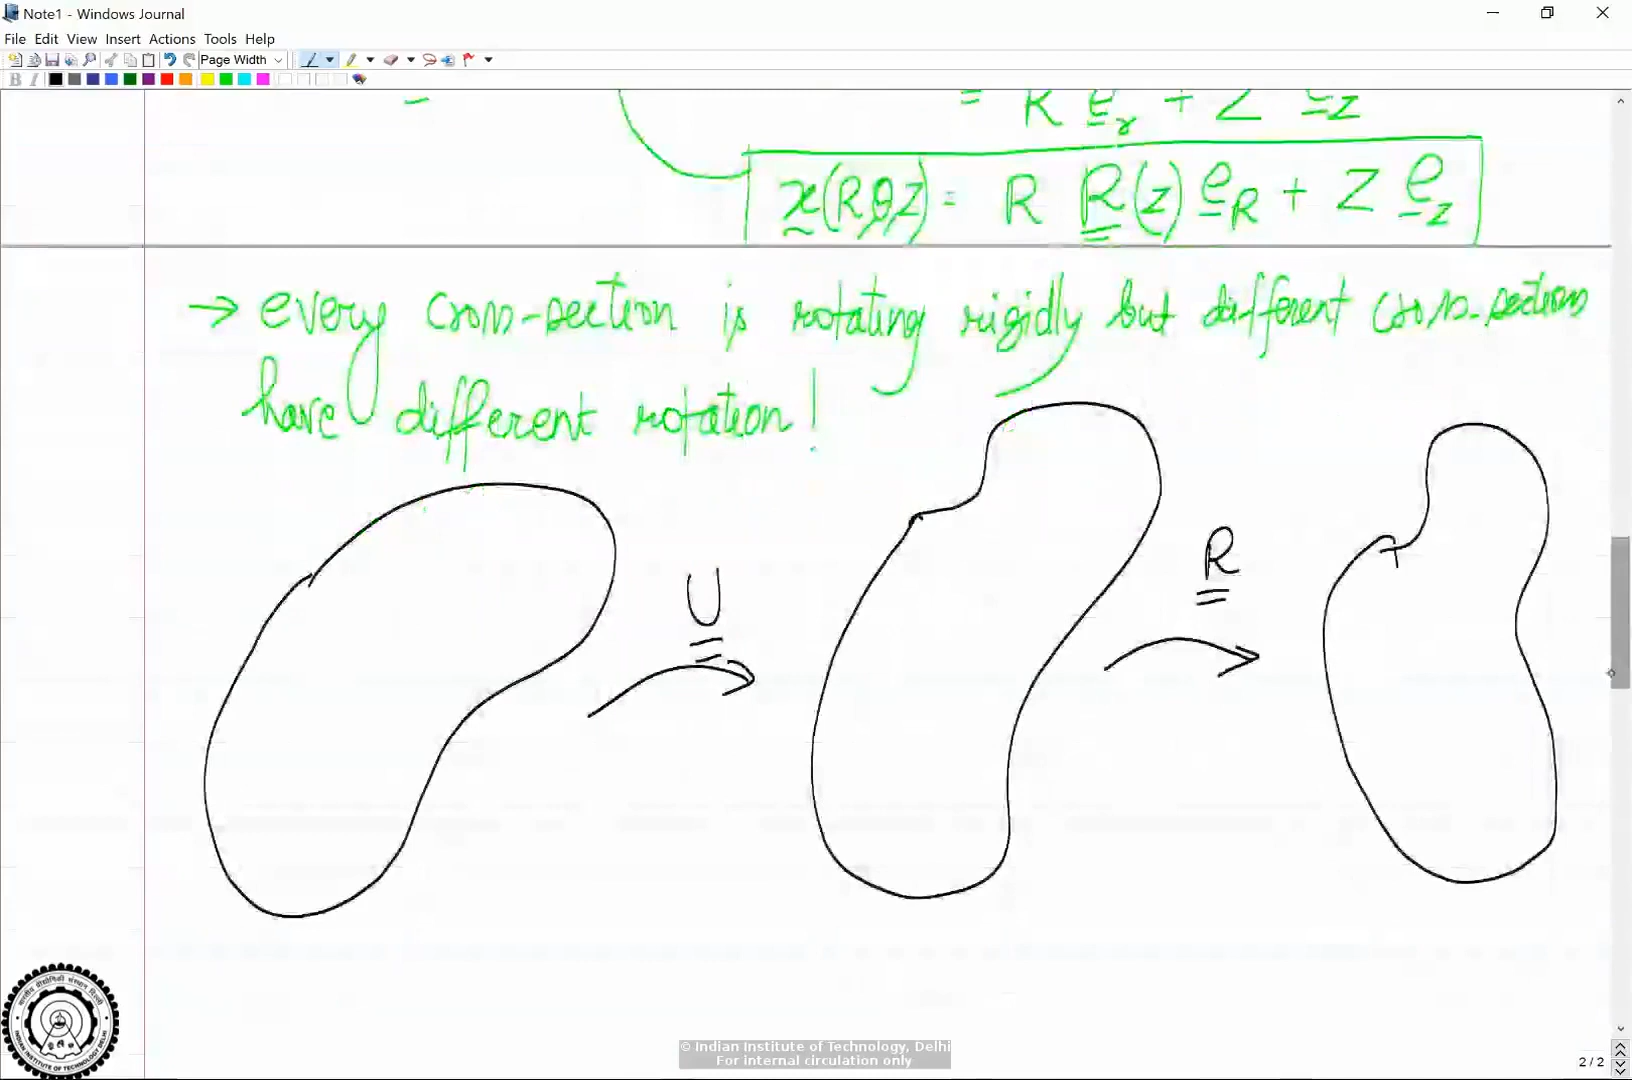 Note1 - Windows Journal
File Edit View Insert Actions Tools Help
Page Width
B I
= R e_r + Z e_z
x(R,θ,Z) = R R(z) e_R + Z e_z
→ every cross-section is rotating rigidly but different cross-sections
have different rotation!
U
R
© Indian Institute of Technology, Delhi
For internal circulation only
2 / 2